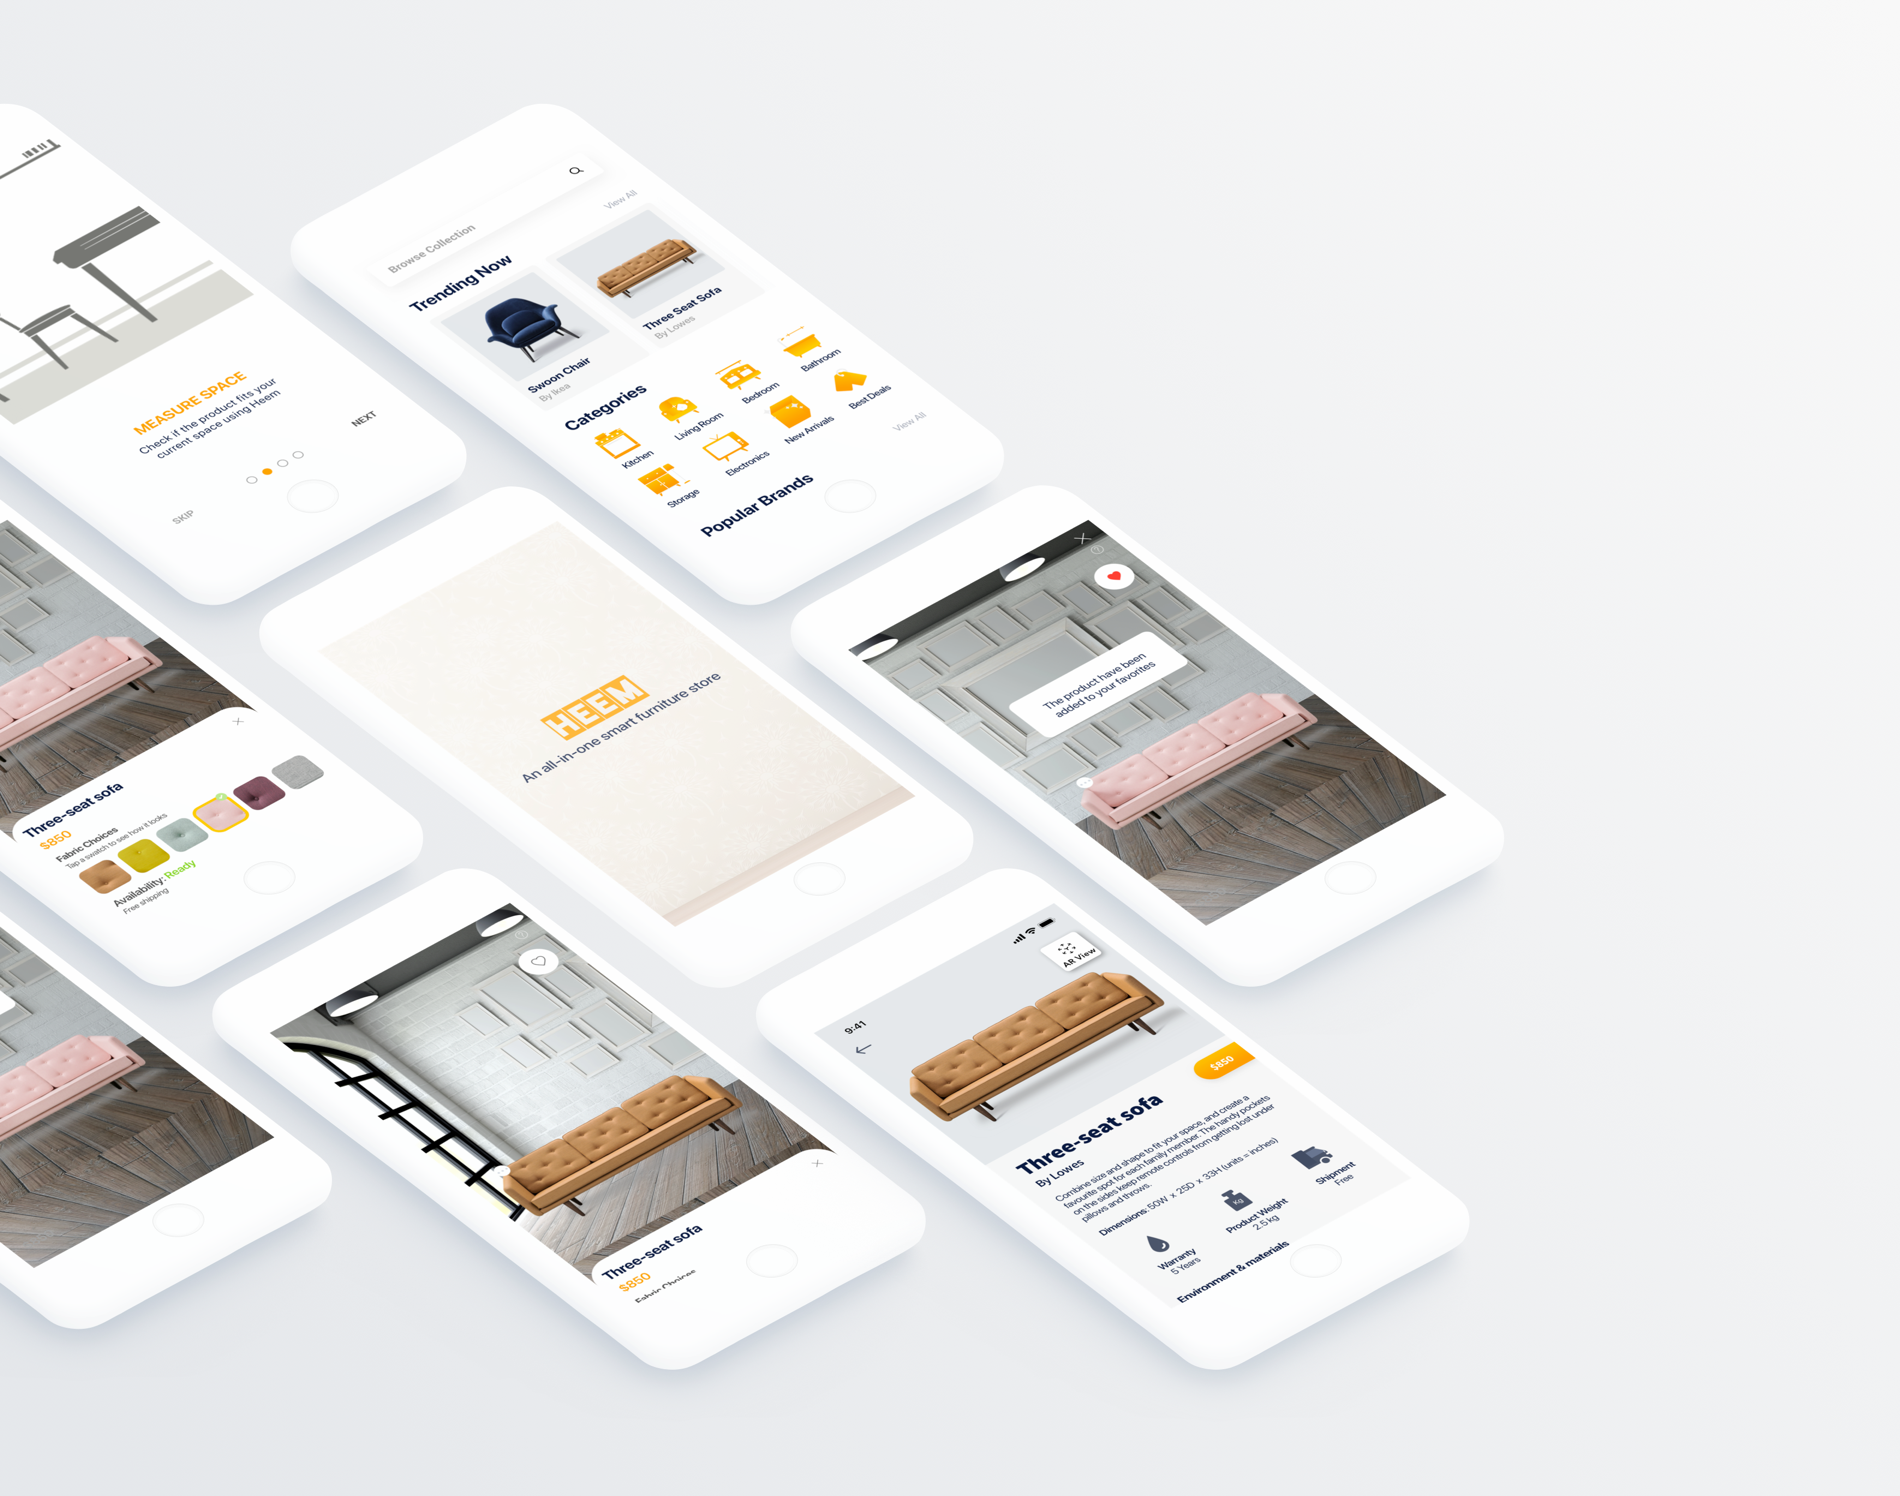 MEASURE SPACE
Check if the product fits your
current space using Heem
SKIP
NEXT
Browse Collection
Trending Now
View All
Swoon Chair
By Ikea
Three Seat Sofa
By Lowes
Categories
Kitchen
Living Room
Bedroom
Bathroom
Storage
Electronics
New Arrivals
Best Deals
Popular Brands
View All
Three-seat sofa
$850
Fabric Choices
Tap a swatch to see how it looks
Availability: Ready
Free shipping
HEEM
An all-in-one smart furniture store
The product have been
added to your favorites
Three-seat sofa
$850
Fabric Choices
9:41
AR View
$850
Three-seat sofa
By Lowes
Combine size and shape to fit your space, and create a
favourite spot for each family member. The handy pockets
on the sides keep remote controls from getting lost under
pillows and throws.
Dimensions: 50W x 25D x 33H (units = inches)
Warranty
5 Years
Kg
Product Weight
2.5 kg
Shipment
Free
Environment & materials